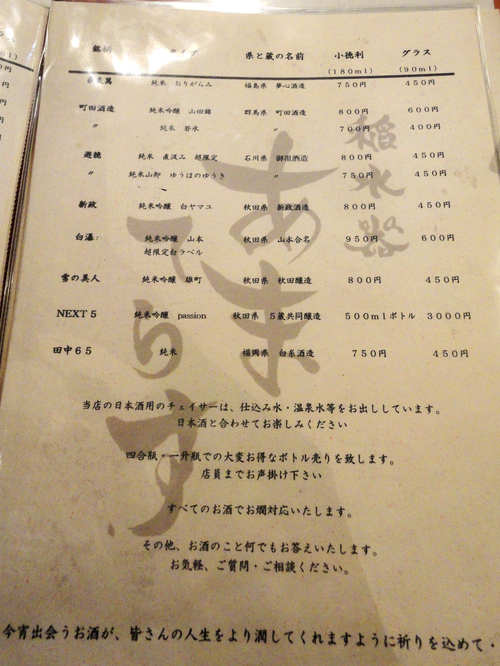 銘柄 タイプ 県と蔵の名前 小徳利 グラス
(180ml) (90ml)
純米 おりがらみ 福島県 夢心酒造 750円 450円
町田酒造 純米吟醸 山田錦 群馬県 町田酒造 800円 600円
〃 純米 若水 〃 700円 400円
遊穂 純米 直汲み 超限定 石川県 御祖酒造 800円 450円
〃 純米山卸 ゆうほのゆうき 〃 750円 450円
新政 純米吟醸 白ヤマユ 秋田県 新政酒造 800円 450円
白瀑 純米吟醸 山本 秋田県 山本合名 950円 600円
超限定白ラベル
雪の美人 純米吟醸 雄町 秋田県 秋田醸造 800円 450円
NEXT5 純米吟醸 passion 秋田県 5蔵共同醸造 500mlボトル 3000円
田中65 純米 福岡県 白糸酒造 750円 450円
当店の日本酒用のチェイサーは、仕込み水・温泉水等をお出ししています。
日本酒と合わせてお楽しみください
四合瓶・一升瓶での大変お得なボトル売りを致します。
店員までお声掛け下さい
すべてのお酒でお燗対応いたします。
その他、お酒のこと何でもお答えいたします。
お気軽、ご質問・ご相談ください。
今宵出会うお酒が、皆さんの人生をより潤してくれますように祈りを込めて・
稲水器
あまてらす